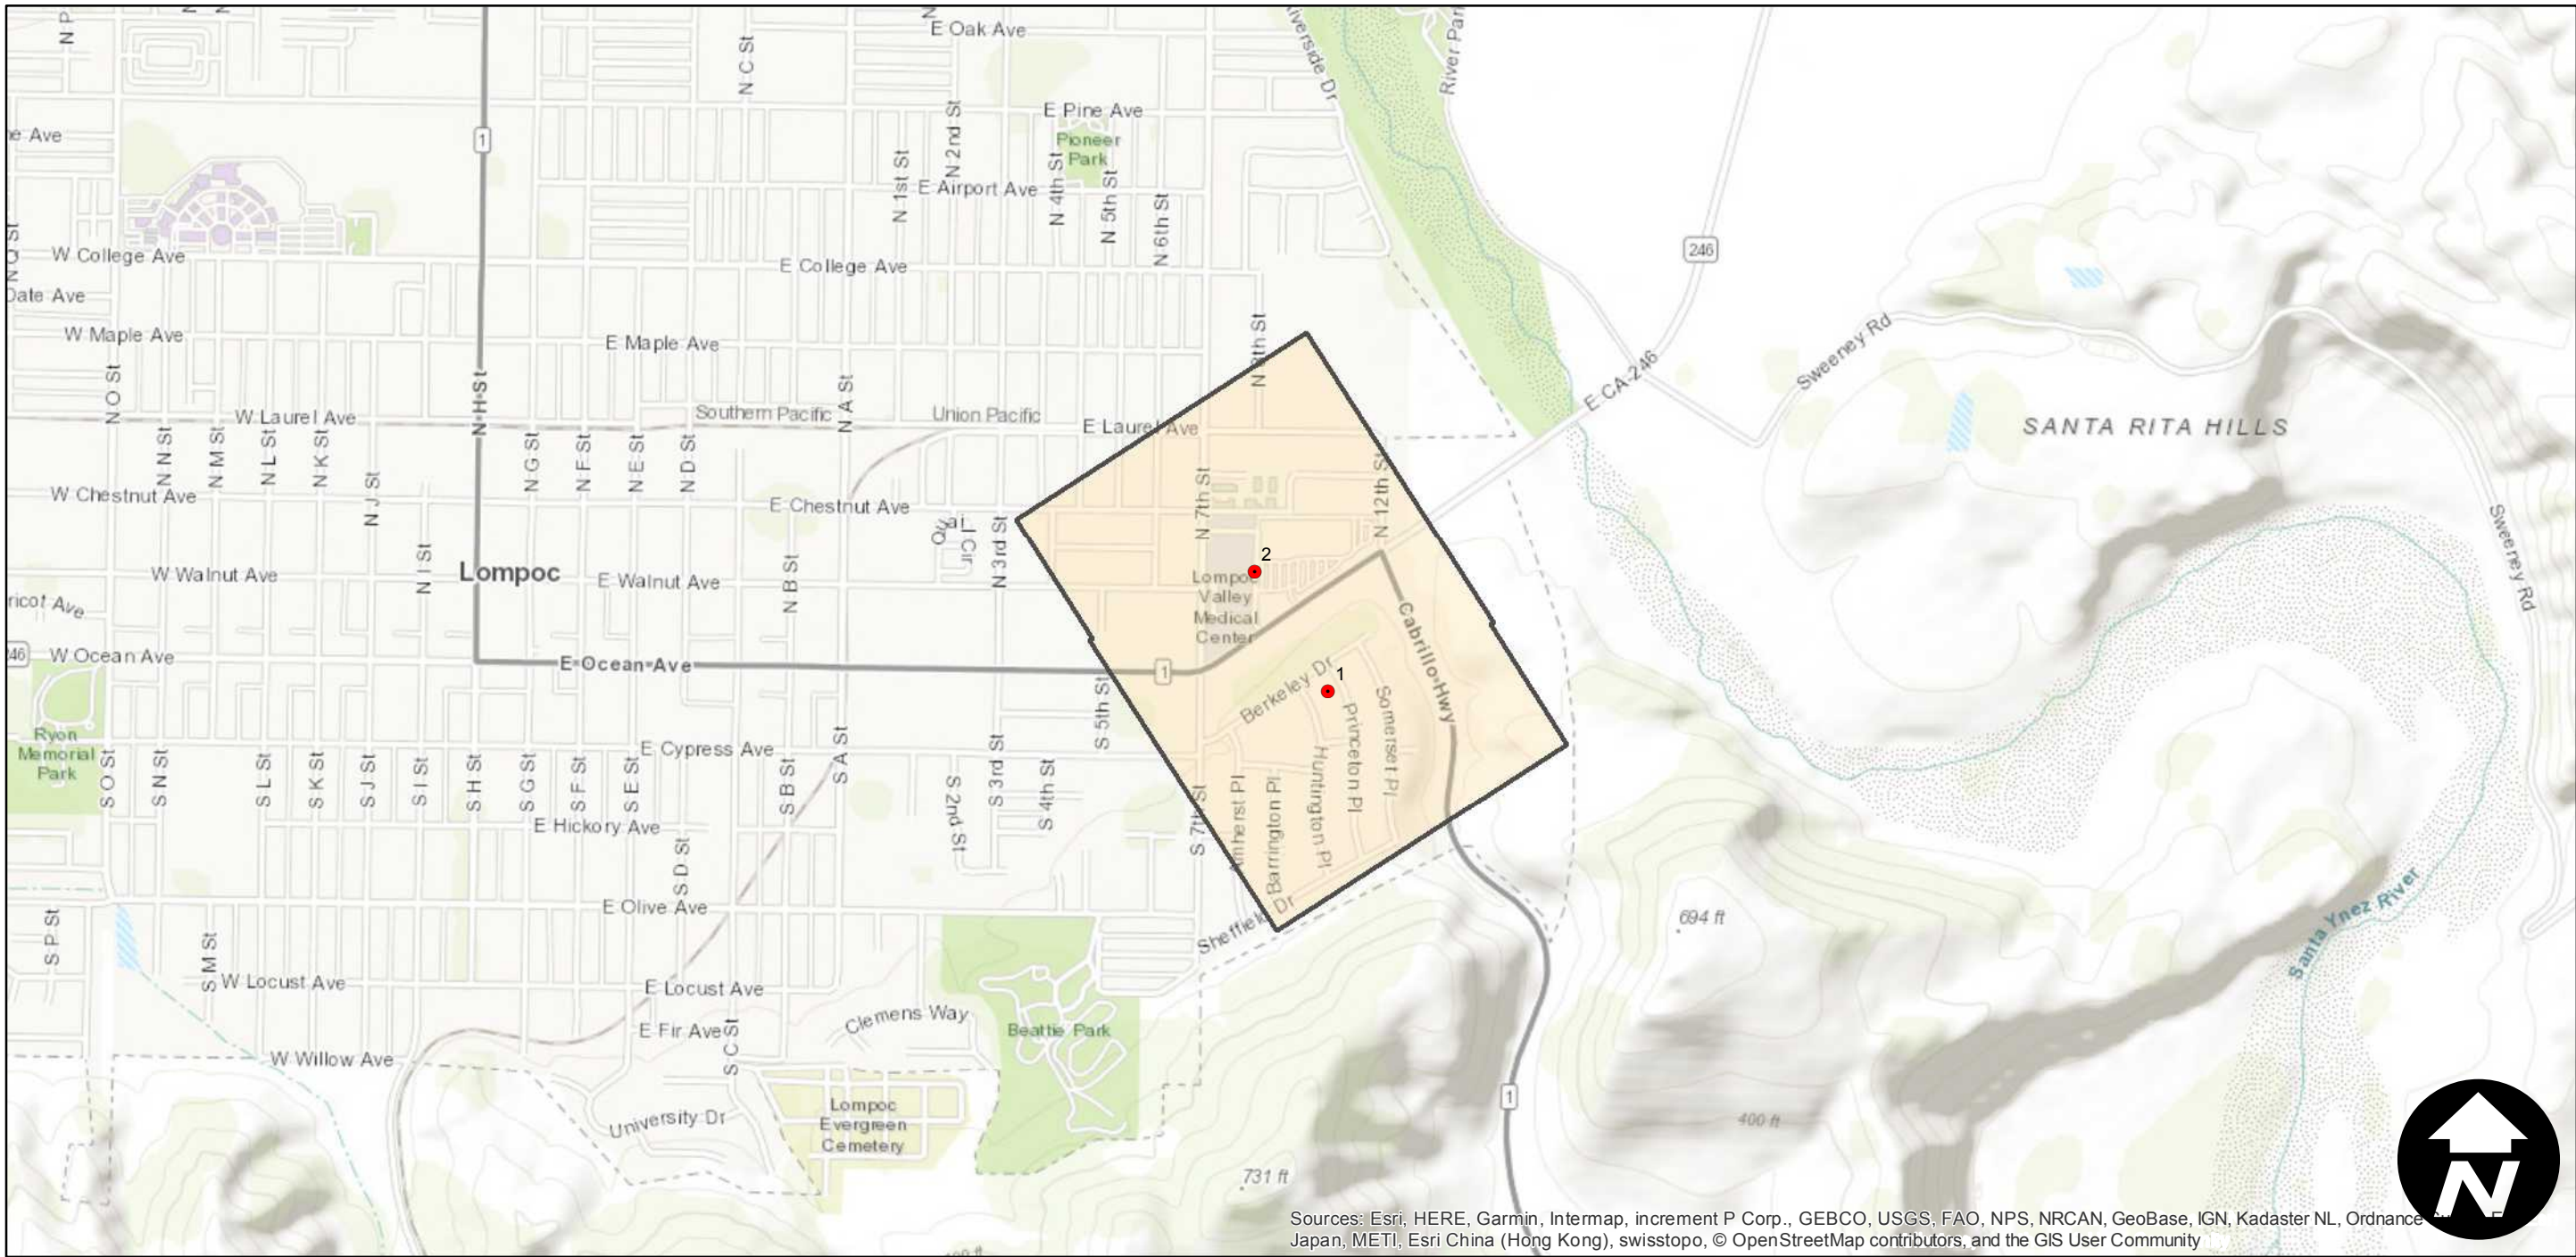 N P
N
E Oak Ave
Riverside Dr
River Par
N C St
E Pine Ave
Pioneer
Park
N 2nd St
1
e Ave
N 1st St
E Airport Ave
N 4th St
N 5th St
N 6th St
N Q St
W College Ave
E College Ave
246
Date Ave
W Maple Ave
E Maple Ave
N 8th St
Sweeney Rd
E CA-246
N O St
N H St
N A St
W Laurel Ave
Southern Pacific
Union Pacific
E Laurel Ave
SANTA RITA HILLS
N N St
N M St
N L St
N K St
N J St
N G St
N F St
N E St
N D St
W Chestnut Ave
E Chestnut Ave
Quail Cir
N 3rd St
N 7th St
N 12th St
Sweeney Rd
N I St
Lompoc
W Walnut Ave
E Walnut Ave
N B St
2
Lompoc
Valley
Medical
Center
Cabrillo Hwy
ricot Ave
46
W Ocean Ave
E Ocean Ave
1
Berkeley Dr
1
S 5th St
Somerset Pl
Princeton Pl
Huntington Pl
Barrington Pl
Amherst Pl
Ryon
Memorial
Park
E Cypress Ave
S O St
S N St
S L St
S K St
S J St
S I St
S H St
S G St
S F St
S E St
S B St
S A St
S 2nd St
S 3rd St
S 4th St
S 7th St
E Hickory Ave
S D St
E Olive Ave
Sheffield Dr
694 ft
Santa Ynez River
S P St
S M St
W Locust Ave
E Locust Ave
E Fir Ave
S C St
Clemens Way
Beattie Park
W Willow Ave
University Dr
Lompoc
Evergreen
Cemetery
1
400 ft
731 ft
N
Sources: Esri, HERE, Garmin, Intermap, increment P Corp., GEBCO, USGS, FAO, NPS, NRCAN, GeoBase, IGN, Kadaster NL, Ordnance
Japan, METI, Esri China (Hong Kong), swisstopo, © OpenStreetMap contributors, and the GIS User Community